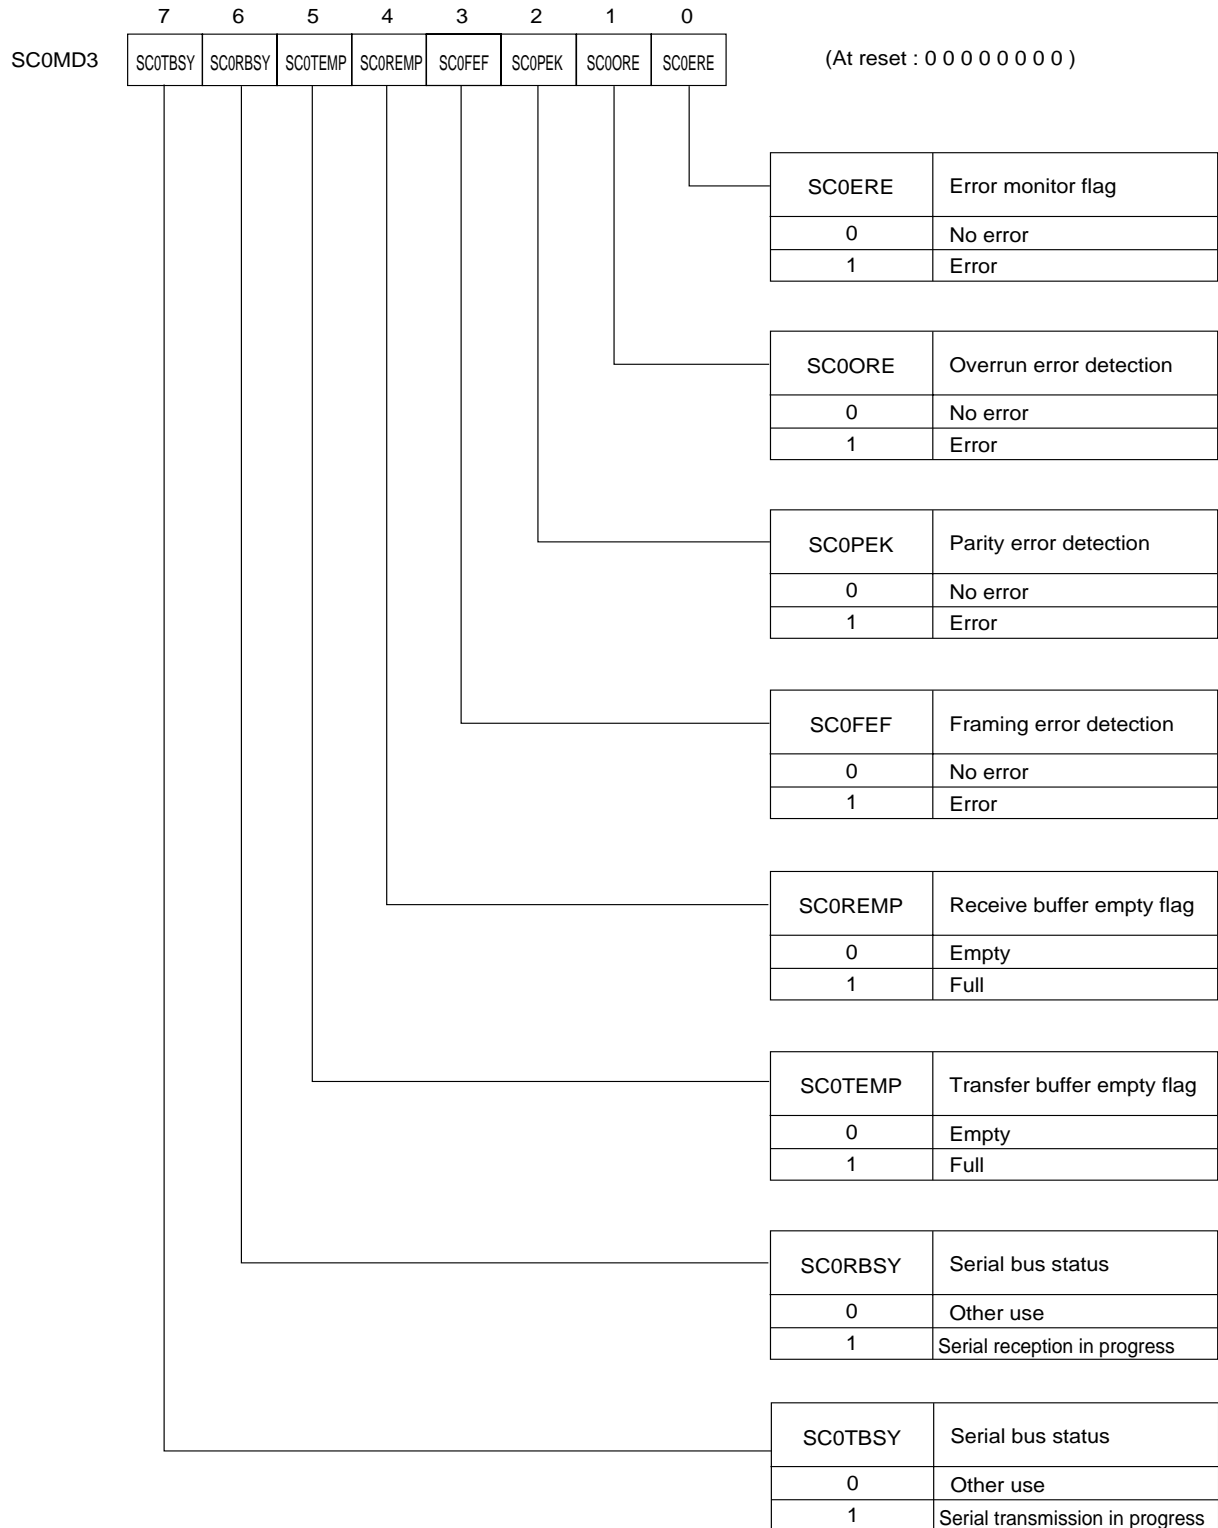 7 6 5 4 3 2 1 0
SC0MD3 SC0TBSY SC0RBSY SC0TEMP SC0REMP SC0FEF SC0PEK SC0ORE SC0ERE (At reset : 0 0 0 0 0 0 0 0 )
SC0ERE Error monitor flag
0 No error
1 Error
SC0ORE Overrun error detection
0 No error
1 Error
SC0PEK Parity error detection
0 No error
1 Error
SC0FEF Framing error detection
0 No error
1 Error
SC0REMP Receive buffer empty flag
0 Empty
1 Full
SC0TEMP Transfer buffer empty flag
0 Empty
1 Full
SC0RBSY Serial bus status
0 Other use
1 Serial reception in progress
SC0TBSY Serial bus status
0 Other use
1 Serial transmission in progress